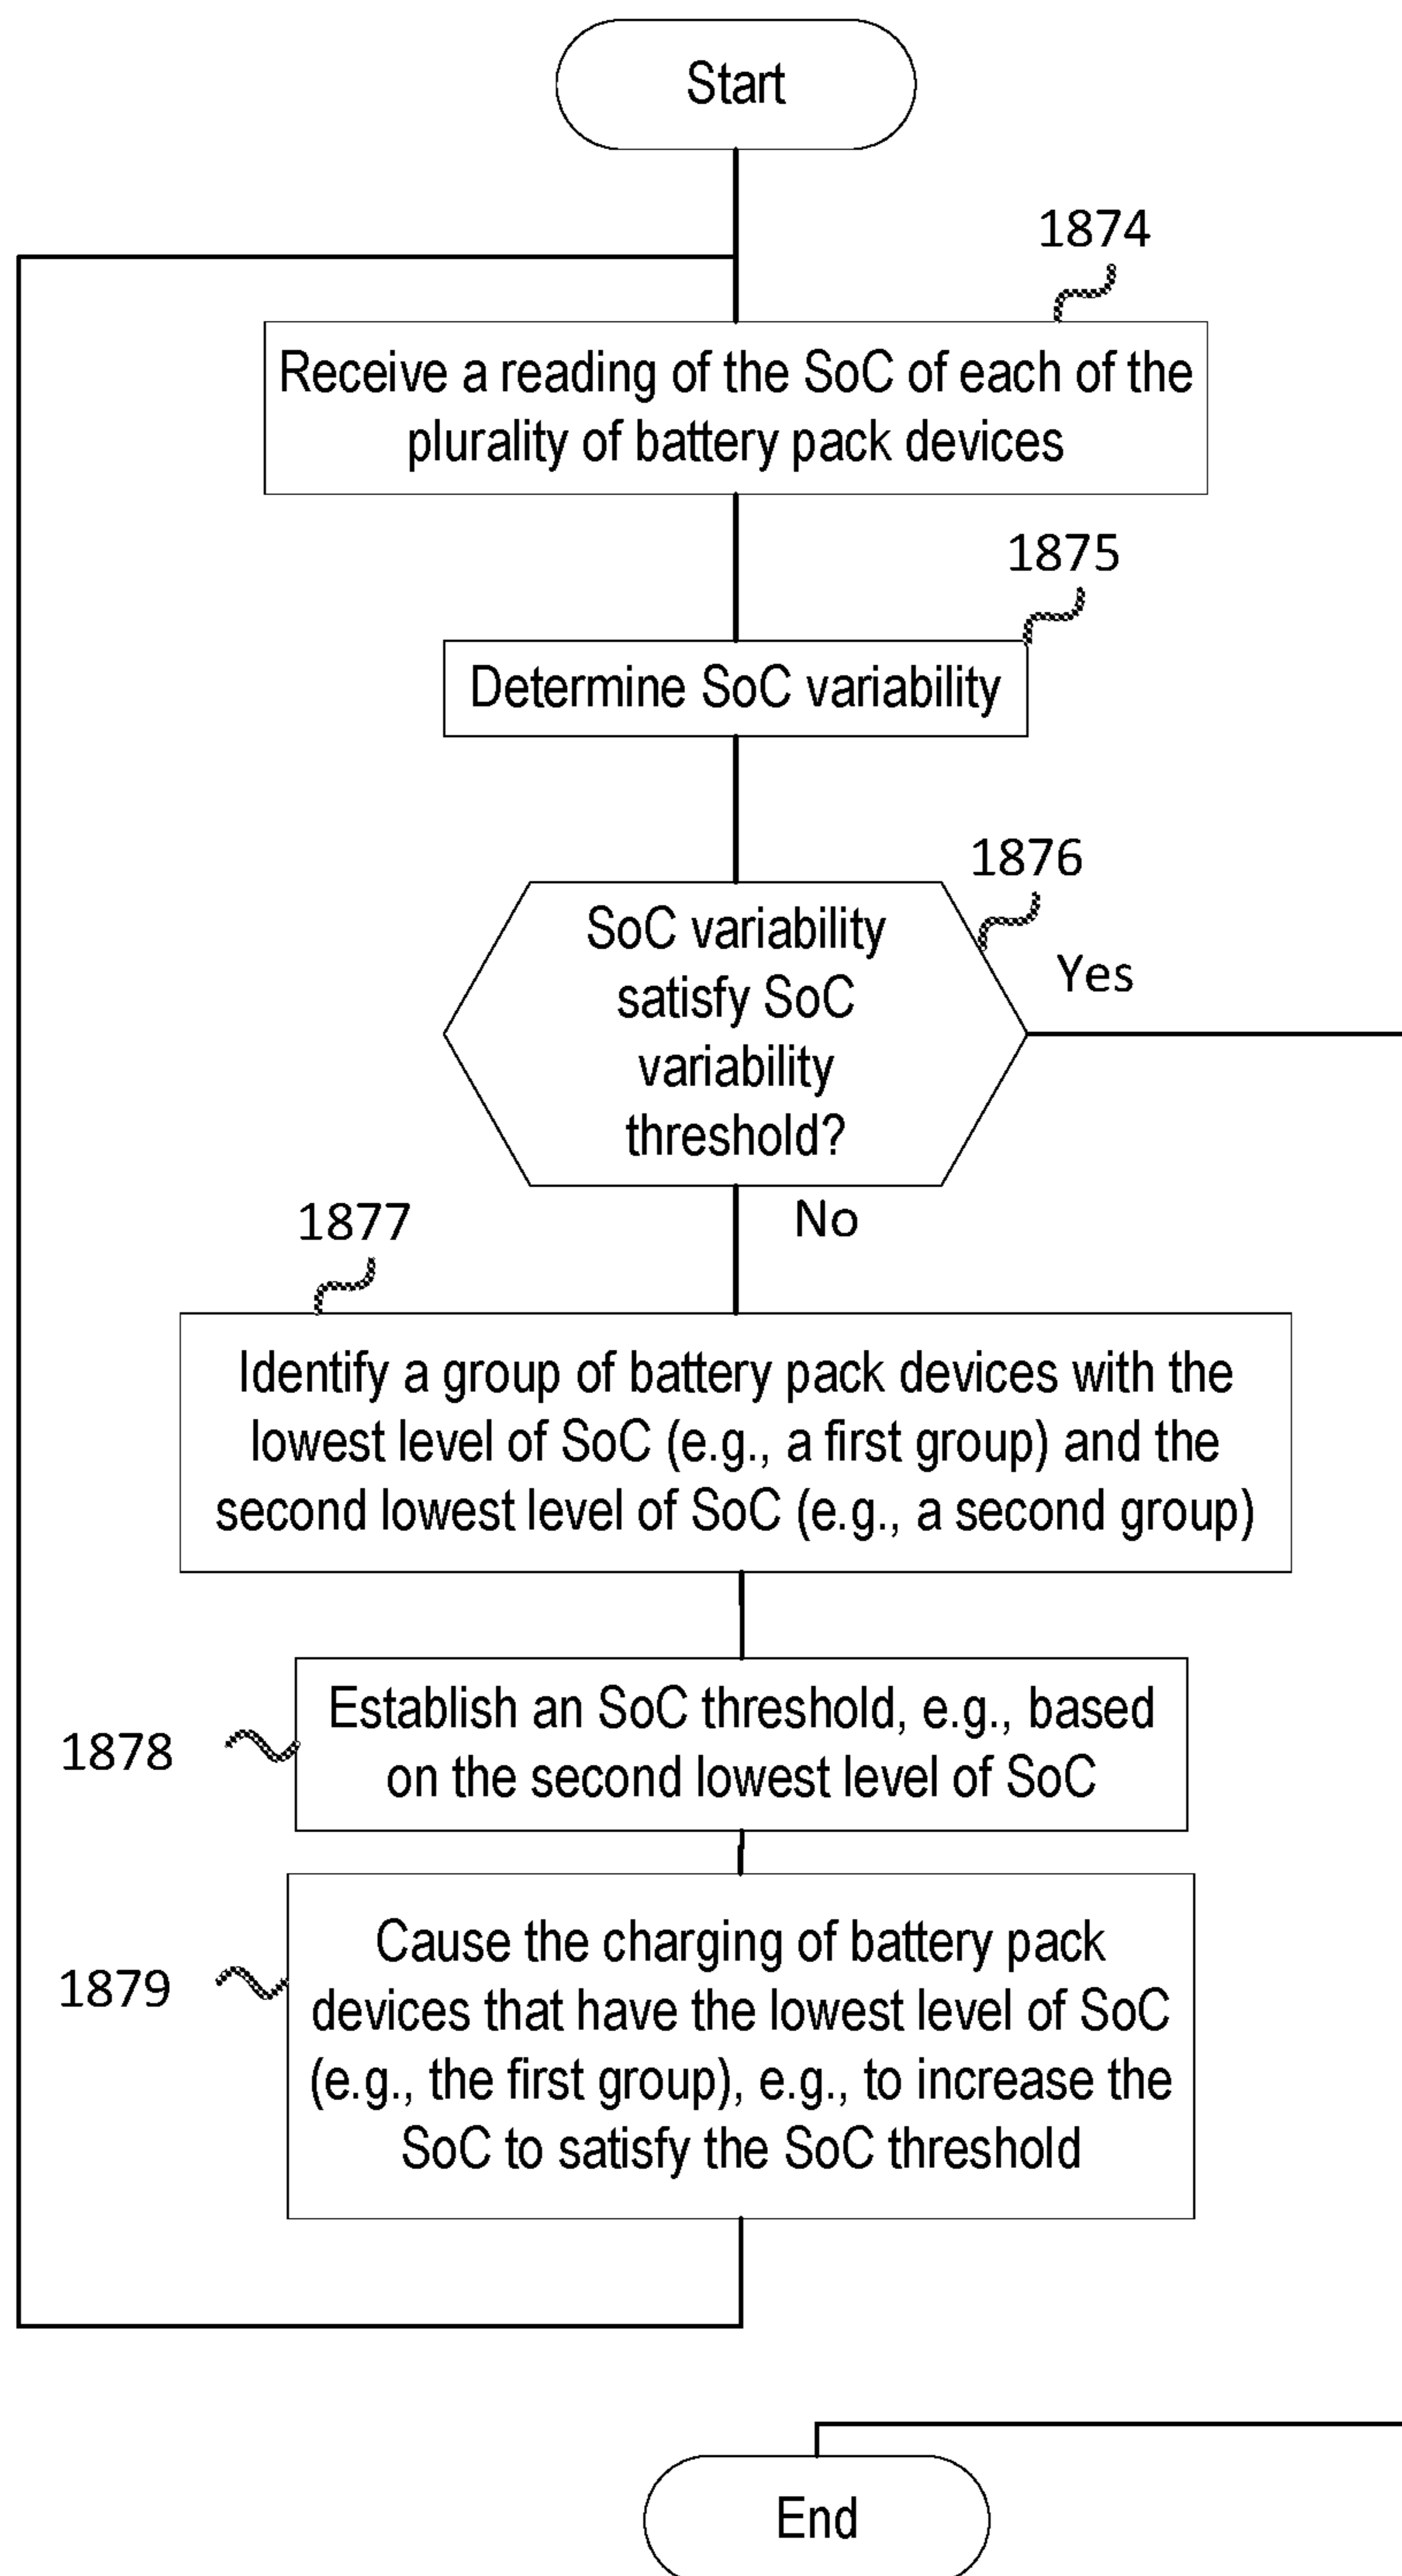 Start
1874
Receive a reading of the SoC of each of the
plurality of battery pack devices
1875
Determine SoC variability
1876
SoC variability
satisfy SoC
variability
threshold?
Yes
No
1877
Identify a group of battery pack devices with the
lowest level of SoC (e.g., a first group) and the
second lowest level of SoC (e.g., a second group)
1878
Establish an SoC threshold, e.g., based
on the second lowest level of SoC
1879
Cause the charging of battery pack
devices that have the lowest level of SoC
(e.g., the first group), e.g., to increase the
SoC to satisfy the SoC threshold
End